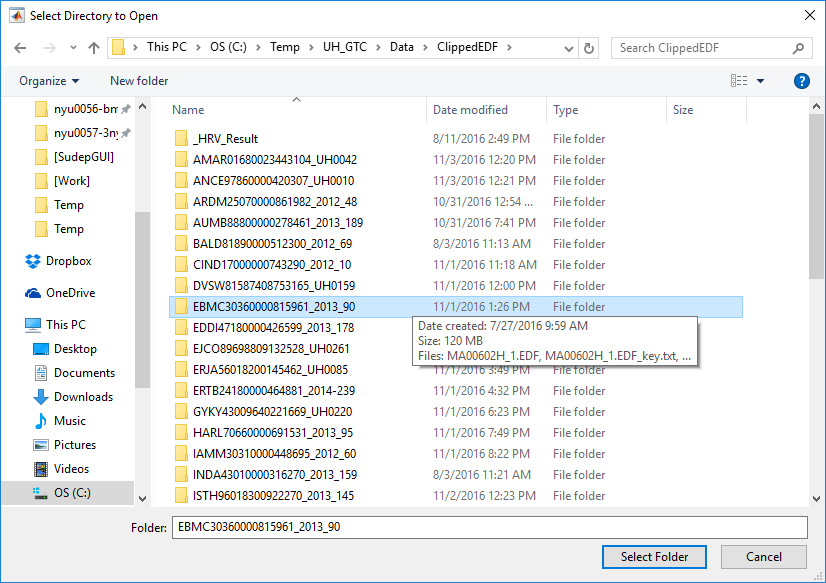 Select Directory to Open
This PC > OS (C:) > Temp > UH_GTC > Data > ClippedEDF >
Search ClippedEDF
Organize
New folder
nyu0056-bm
nyu0057-3ny
[SudepGUI]
[Work]
Temp
Temp
Dropbox
OneDrive
This PC
Desktop
Documents
Downloads
Music
Pictures
Videos
OS (C:)
Name Date modified Type Size
_HRV_Result 8/11/2016 2:49 PM File folder
AMAR01680023443104_UH0042 11/3/2016 12:20 PM File folder
ANCE97860000420307_UH0010 11/3/2016 12:21 PM File folder
ARDM25070000861982_2012_48 10/31/2016 12:54 ... File folder
AUMB88800000278461_2013_189 10/31/2016 7:41 PM File folder
BALD81890000512300_2012_69 8/3/2016 11:13 AM File folder
CIND17000000743290_2012_10 11/1/2016 11:18 AM File folder
DVSW81587408753165_UH0159 11/1/2016 12:00 PM File folder
EBMC30360000815961_2013_90 11/1/2016 1:26 PM File folder
EDDI47180000426599_2013_178
EJCO89698809132528_UH0261
Date created: 7/27/2016 9:59 AM
Size: 120 MB
Files: MA00602H_1.EDF, MA00602H_1.EDF_key.txt, ...
ERJA56018200145462_UH0085 11/1/2016 3:49 PM File folder
ERTB24180000464881_2014-239 11/1/2016 4:32 PM File folder
GYKY43009640221669_UH0220 11/1/2016 6:23 PM File folder
HARL70660000691531_2013_95 11/1/2016 7:49 PM File folder
IAMM30310000448695_2012_60 11/1/2016 8:22 PM File folder
INDA43010000316270_2013_159 8/3/2016 11:21 AM File folder
ISTH96018300922270_2013_145 11/2/2016 12:23 PM File folder
Folder: EBMC30360000815961_2013_90
Select Folder
Cancel